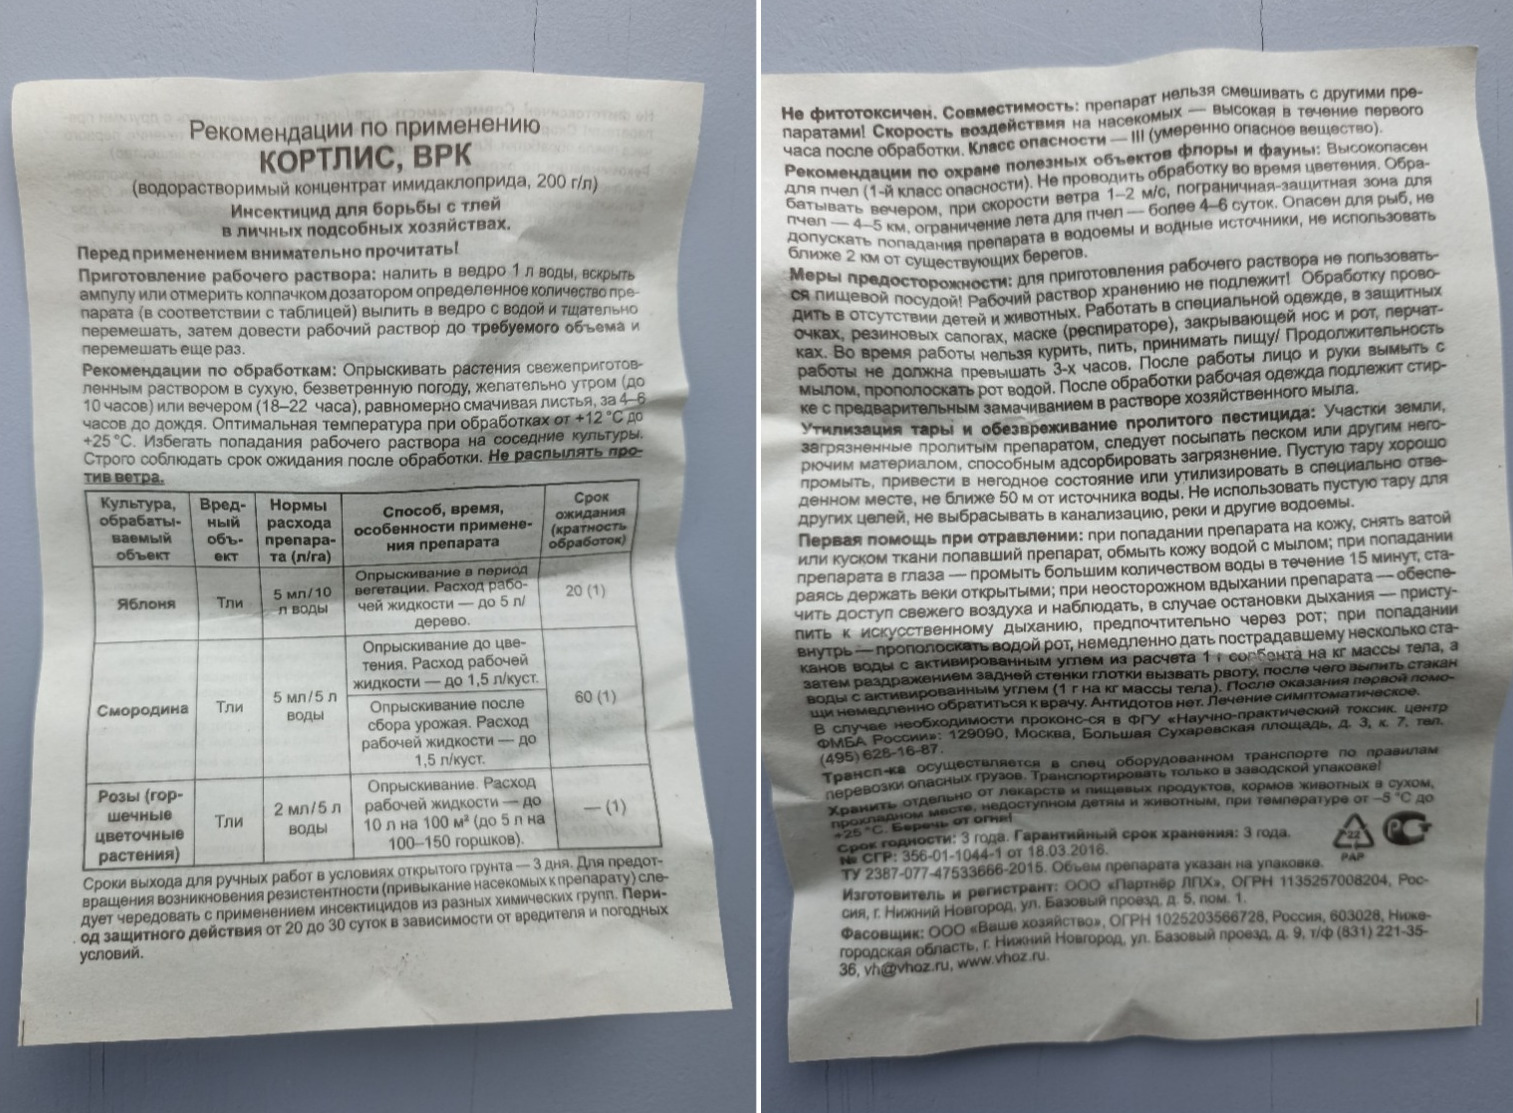 Рекомендации по применению
КОРТЛИС, ВРК
(водорастворимый концентрат имидаклоприда, 200 г/л)
Инсектицид для борьбы с тлей
в личных подсобных хозяйствах.
Перед применением внимательно прочитать!
Приготовление рабочего раствора: налить в ведро 1 л воды, вскрыть
ампулу или отмерить колпачком дозатором определенное количество пре-
парата (в соответствии с таблицей) вылить в ведро с водой и тщательно
перемешать, затем довести рабочий раствор до требуемого объема и
перемешать еще раз.
Рекомендации по обработкам: Опрыскивать растения свежеприготов-
ленным раствором в сухую, безветренную погоду, желательно утром (до
10 часов) или вечером (18–22 часа), равномерно смачивая листья, за 4–6
часов до дождя. Оптимальная температура при обработках от +12 °C до
+25 °C. Избегать попадания рабочего раствора на соседние культуры.
Строго соблюдать срок ожидания после обработки. Не распылять про-
тив ветра.
Культура,
обрабаты-
ваемый
объект
Вред-
ный
объ-
ект
Нормы
расхода
препара-
та (л/га)
Способ, время,
особенности примене-
ния препарата
Срок
ожидания
(кратность
обработок)
Яблоня
Тли
5 мл/10
л воды
Опрыскивание в период
вегетации. Расход рабо-
чей жидкости — до 5 л/
дерево.
20 (1)
Смородина
Тли
5 мл/5 л
воды
Опрыскивание до цве-
тения. Расход рабочей
жидкости — до 1,5 л/куст.
Опрыскивание после
сбора урожая. Расход
рабочей жидкости — до
1,5 л/куст.
60 (1)
Розы (гор-
шечные
цветочные
растения)
Тли
2 мл/5 л
воды
Опрыскивание. Расход
рабочей жидкости — до
10 л на 100 м² (до 5 л на
100–150 горшков).
— (1)
Сроки выхода для ручных работ в условиях открытого грунта — 3 дня. Для предот-
вращения возникновения резистентности (привыкание насекомых к препарату) сле-
дует чередовать с применением инсектицидов из разных химических групп. Пери-
од защитного действия от 20 до 30 суток в зависимости от вредителя и погодных
условий.
Не фитотоксичен. Совместимость: препарат нельзя смешивать с другими пре-
паратами! Скорость воздействия на насекомых — высокая в течение первого
часа после обработки. Класс опасности — III (умеренно опасное вещество).
Рекомендации по охране полезных объектов флоры и фауны: Высокопасен
для пчел (1-й класс опасности). Не проводить обработку во время цветения. Обра-
батывать вечером, при скорости ветра 1–2 м/с, погранична­я-защитная зона для
пчел — 4–5 км, ограничение лета для пчел — более 4–6 суток. Опасен для рыб, не
допускать попадания препарата в водоемы и водные источники, не использовать
ближе 2 км от существующих берегов.
Меры предосторожности: для приготовления рабочего раствора не пользовать-
ся пищевой посудой! Рабочий раствор хранению не подлежит! Обработку прово-
дить в отсутствии детей и животных. Работать в специальной одежде, в защитных
очках, резиновых сапогах, маске (респираторе), закрывающей нос и рот, перчат-
ках. Во время работы нельзя курить, пить, принимать пищу/ Продолжительность
работы не должна превышать 3-х часов. После работы лицо и руки вымыть с
мылом, прополоскать рот водой. После обработки рабочая одежда подлежит стир-
ке с предварительным замачиванием в растворе хозяйственного мыла.
Утилизация тары и обезвреживание пролитого пестицида: Участки земли,
загрязненные пролитым препаратом, следует посыпать песком или другим него-
рючим материалом, способным адсорбировать загрязнение. Пустую тару хорошо
промыть, привести в негодное состояние или утилизировать в специально отве-
денном месте, не ближе 50 м от источника воды. Не использовать пустую тару для
других целей, не выбрасывать в канализацию, реки и другие водоемы.
Первая помощь при отравлении: при попадании препарата на кожу, снять ватой
или куском ткани попавший препарат, обмыть кожу водой с мылом; при попадании
препарата в глаза — промыть большим количеством воды в течение 15 минут, ста-
раясь держать веки открытыми; при неосторожном вдыхании препарата — обеспе-
чить доступ свежего воздуха и наблюдать, в случае остановки дыхания — присту-
пить к искусственному дыханию, предпочтительно через рот; при попадании
внутрь — прополоскать водой рот, немедленно дать пострадавшему несколько ста-
канов воды с активированным углем из расчета 1 г сорбента на кг массы тела, а
затем раздражением задней стенки глотки вызвать рвоту, после чего выпить стакан
воды с активированным углем (1 г на кг массы тела). После оказания первой помо-
щи немедленно обратиться к врачу. Антидотов нет. Лечение симптоматическое.
В случае необходимости проконс-ся в ФГУ «Научно-практический токсик. центр
ФМБА России»: 129090, Москва, Большая Сухаревская площадь, д. 3, к. 7, тел.
(495) 628-16-87.
Трансп-ка осуществляется в спец оборудованном транспорте по правилам
перевозки опасных грузов. Транспортировать только в заводской упаковке!
Хранить отдельно от лекарств и пищевых продуктов, кормов животных в сухом,
прохладном месте, недоступном детям и животным, при температуре от –5 °C до
+25 °C. Беречь от огня!
Срок годности: 3 года. Гарантийный срок хранения: 3 года.
№ СГР: 356-01-1044-1 от 18.03.2016.
ТУ 2387-077-47533666-2015. Объем препарата указан на упаковке.
22
PAP
РСТ
Изготовитель и регистрант: ООО «Партнёр ЛПХ», ОГРН 1135257008204, Рос-
сия, г. Нижний Новгород, ул. Базовый проезд, д. 5, пом. 1.
Фасовщик: ООО «Ваше хозяйство», ОГРН 1025203566728, Россия, 603028, Ниже-
городская область, г. Нижний Новгород, ул. Базовый проезд, д. 9, т/ф (831) 221-35-
36, vh@vhoz.ru, www.vhoz.ru.